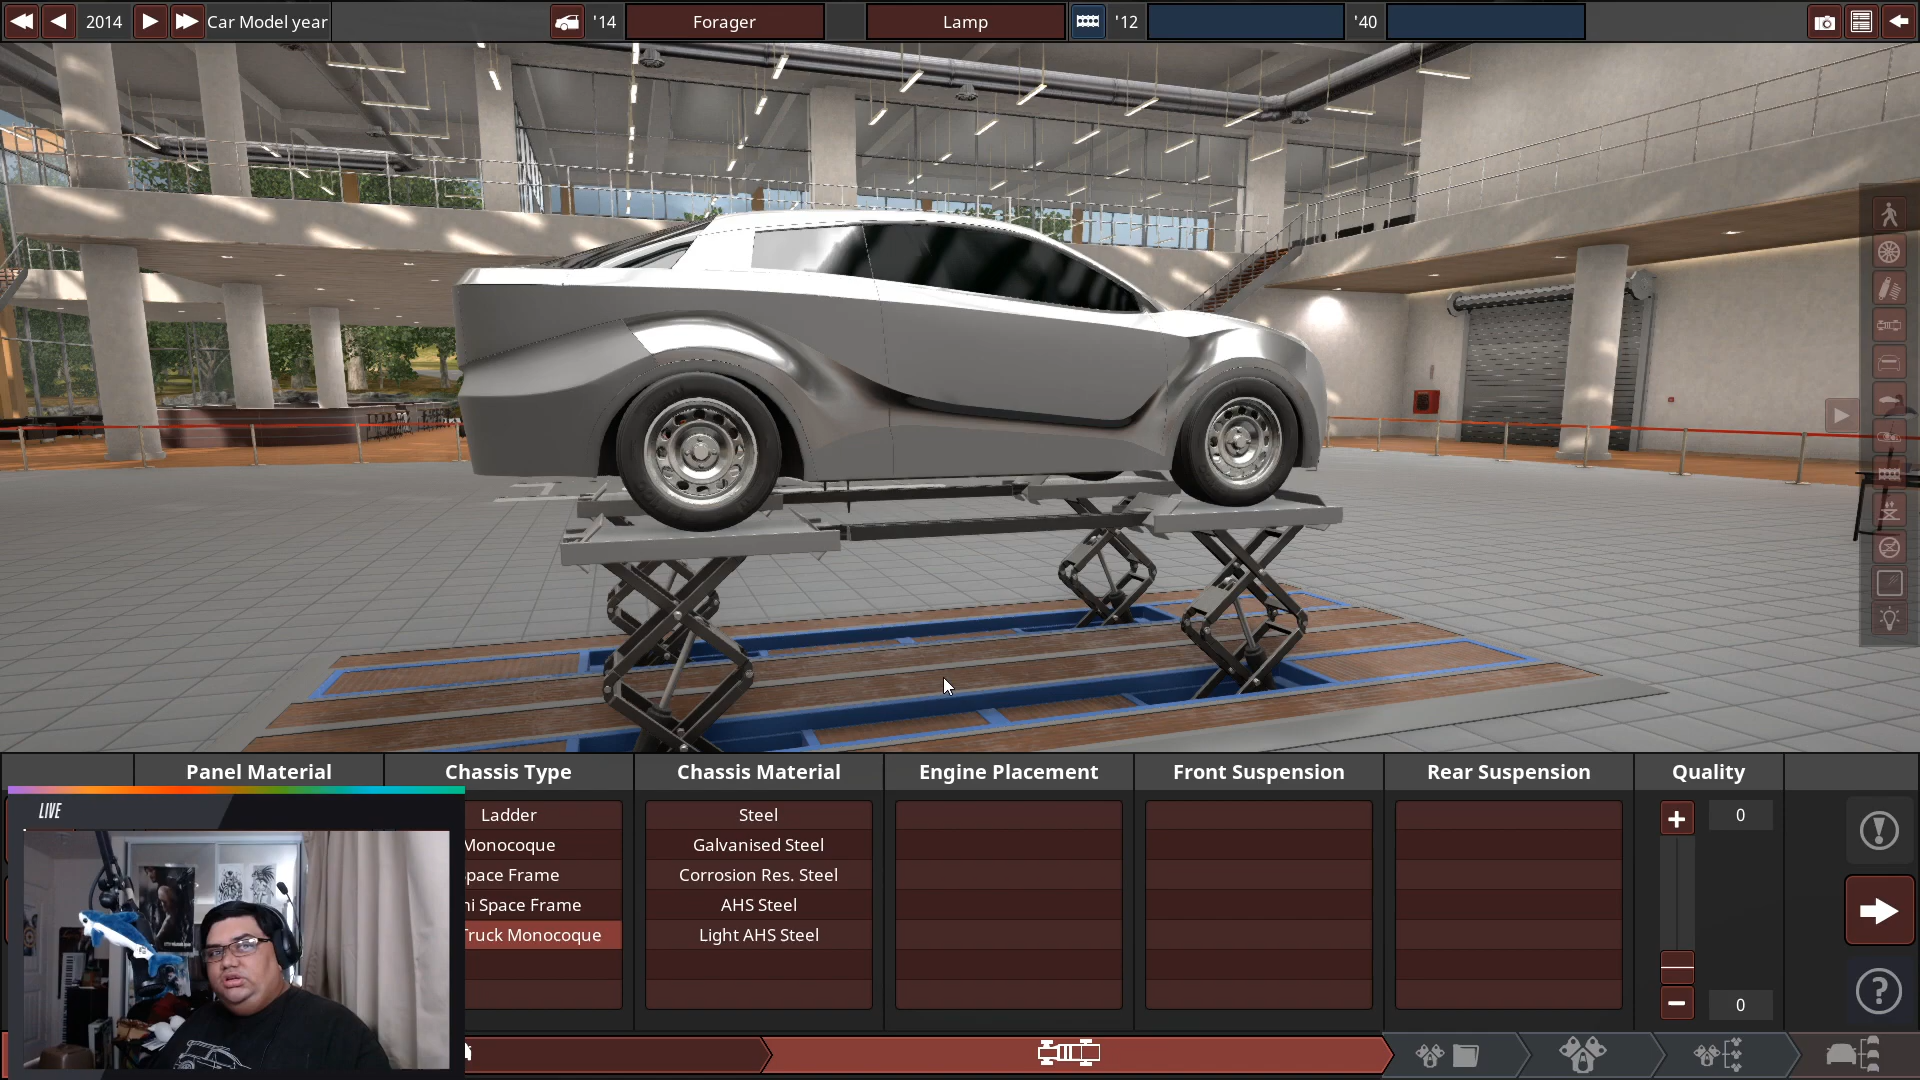 2014 Car Model year '14 Forager Lamp '12 '40
Panel Material Chassis Type Chassis Material Engine Placement Front Suspension Rear Suspension Quality
LIVE
Ladder Steel 0
Monocoque Galvanised Steel
pace Frame Corrosion Res. Steel
ni Space Frame AHS Steel
Truck Monocoque Light AHS Steel
0